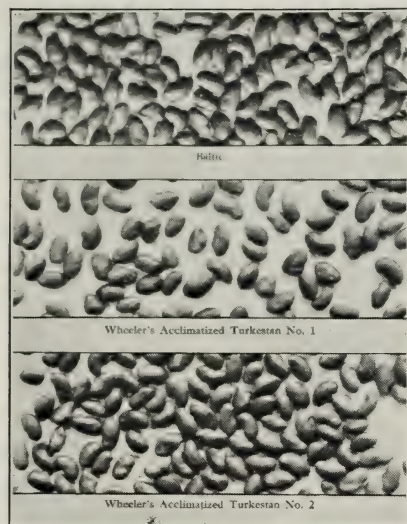 Baltic
Wheeler's Acclimatized Turkestan No. 1
Wheeler's Acclimatized Turkestan No. 2